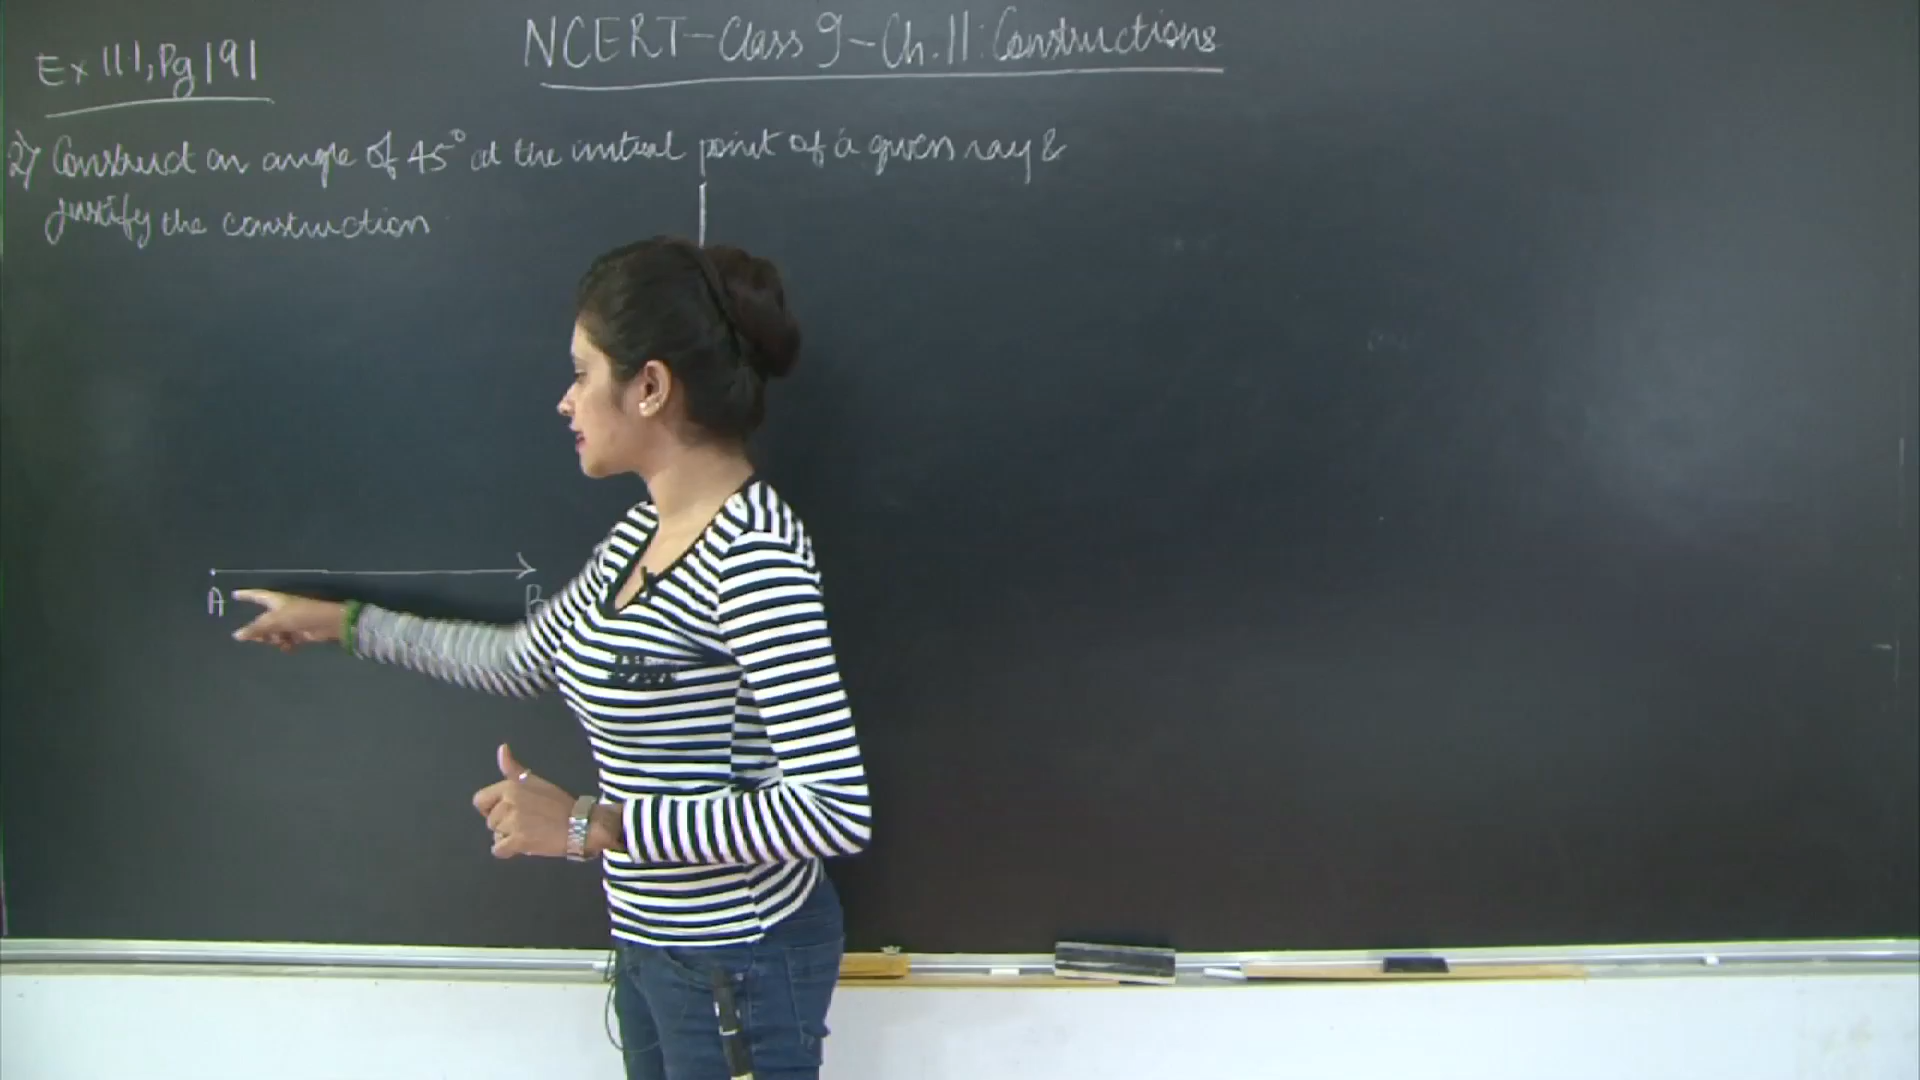 NCERT-Class 9-Ch.11: Constructions
Ex 11.1, Pg 191
2) Construct an angle of 45° at the initial point of a given ray &
justify the construction
A B